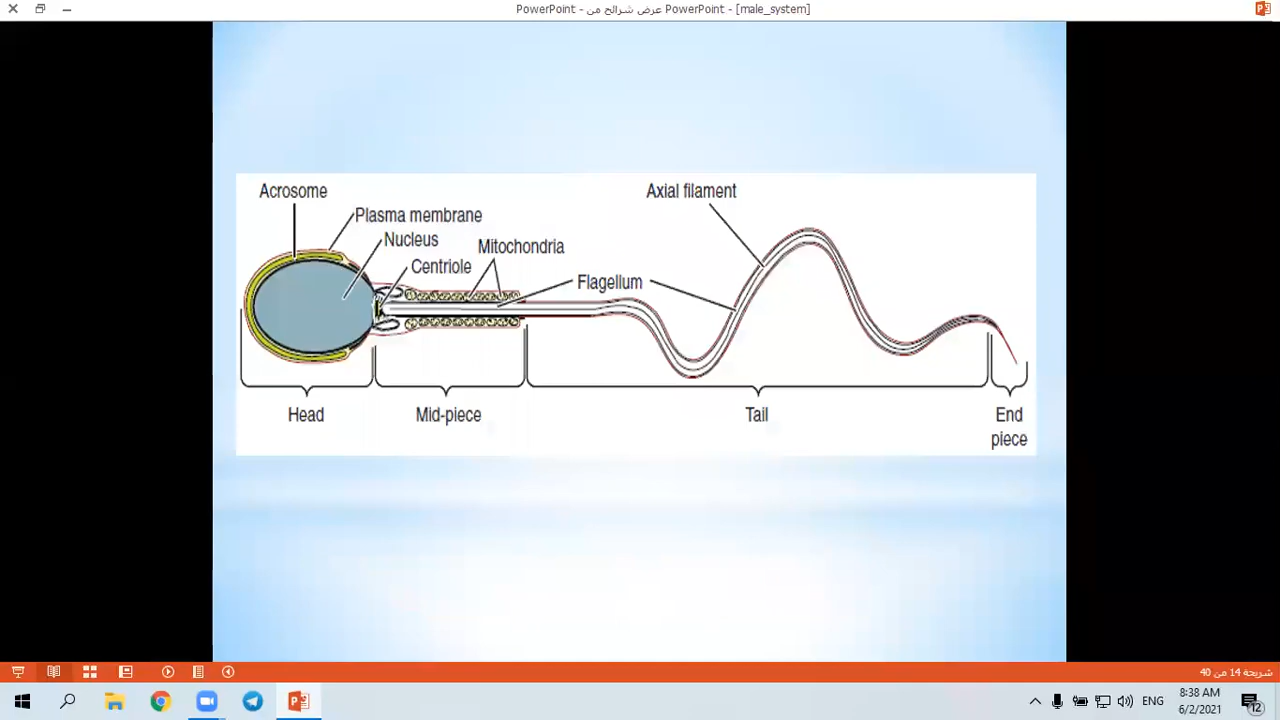 PowerPoint عرض شرائح من - PowerPoint - [male_system]
Acrosome
Axial filament
Plasma membrane
Nucleus
Mitochondria
Centriole
Flagellum
Head
Mid-piece
Tail
End
piece
شريحة 14 من 40
ENG
8:38 AM
6/2/2021
12